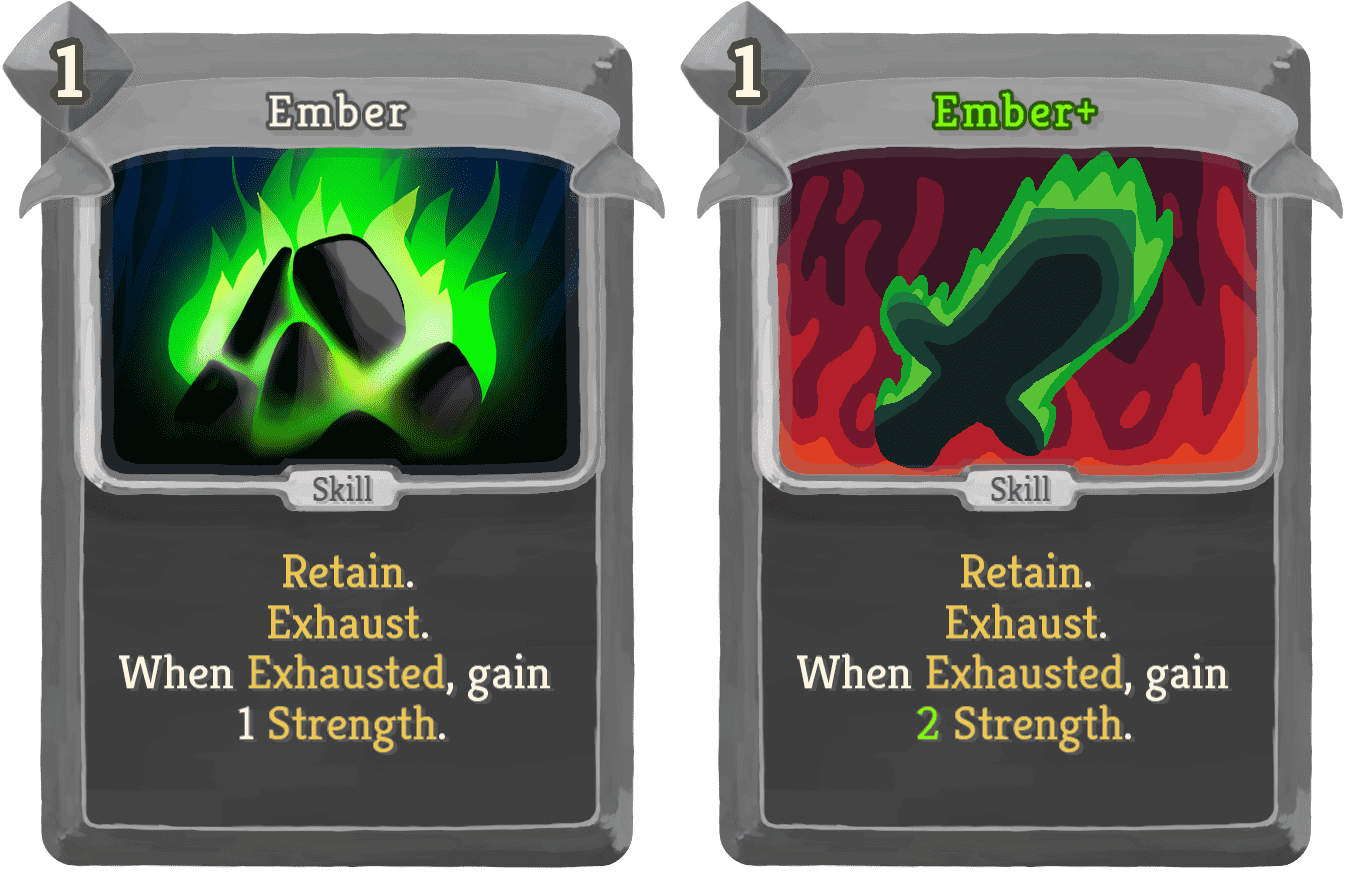 1
Ember
Skill
Retain.
Exhaust.
When Exhausted, gain
1 Strength.
1
Ember+
Skill
Retain.
Exhaust.
When Exhausted, gain
2 Strength.